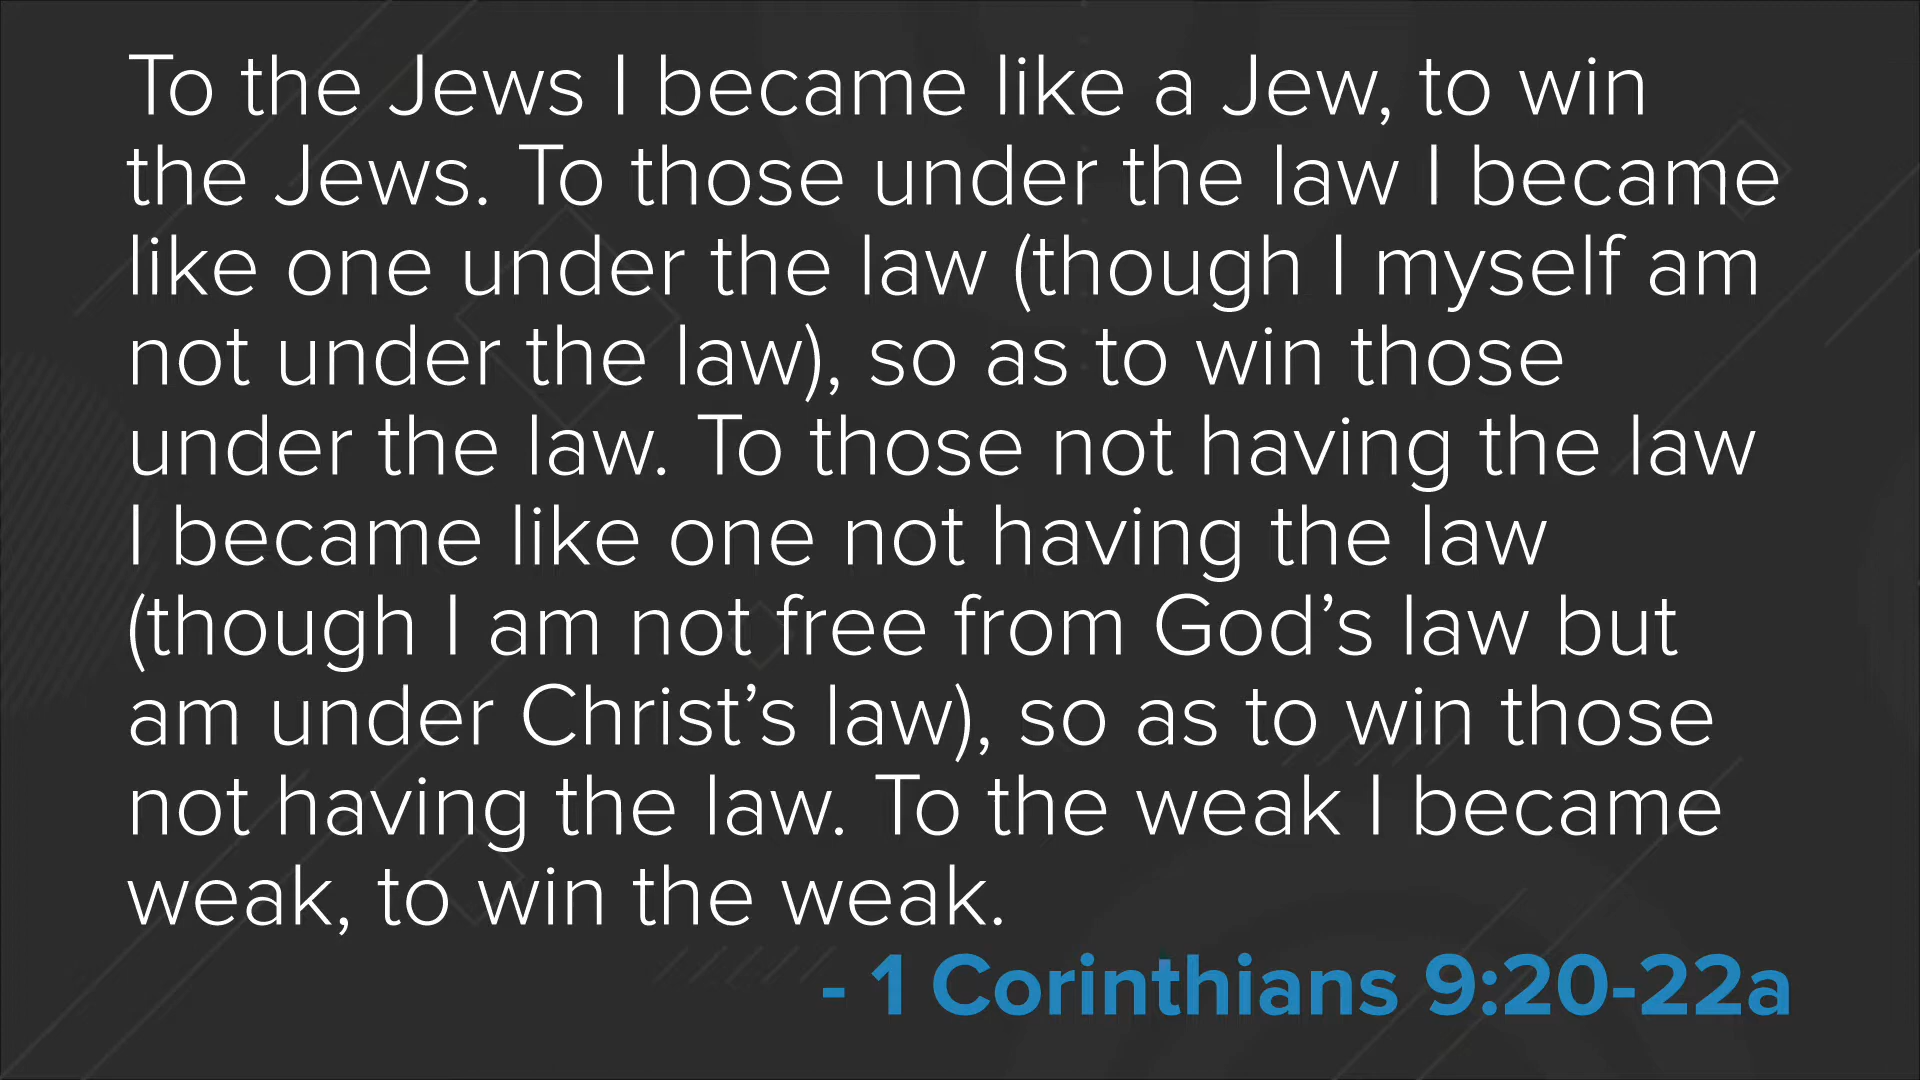 To the Jews I became like a Jew, to win
the Jews. To those under the law I became
like one under the law (though I myself am
not under the law), so as to win those
under the law. To those not having the law
I became like one not having the law
(though I am not free from God’s law but
am under Christ’s law), so as to win those
not having the law. To the weak I became
weak, to win the weak.
- 1 Corinthians 9:20-22a